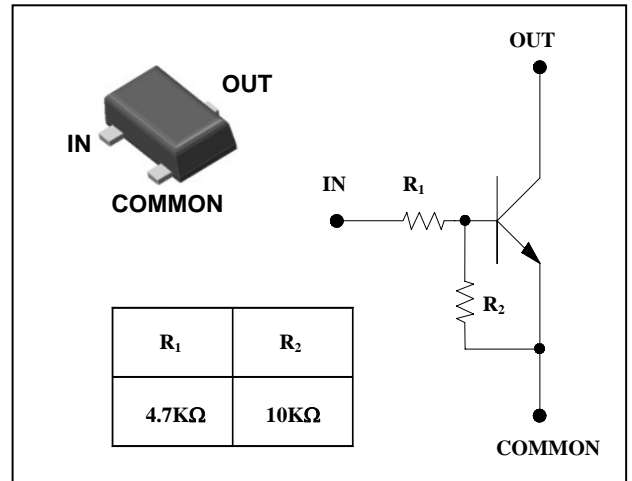 OUT
IN
COMMON
OUT
IN
R₁
R₂
COMMON
R₁ R₂
4.7KΩ 10KΩ